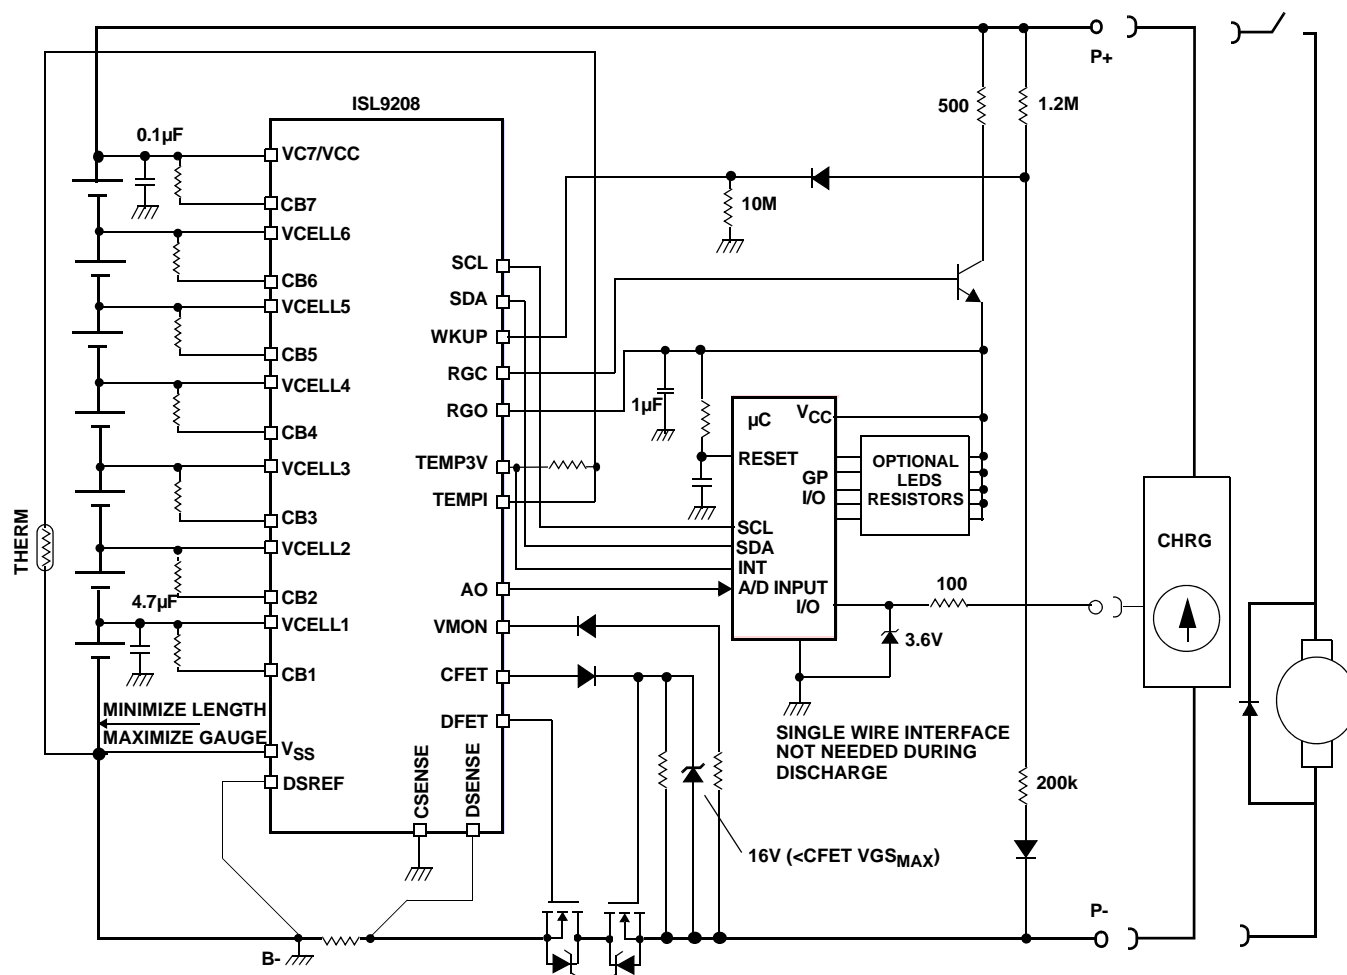 P+
ISL9208
500
1.2M
0.1µF
VC7/VCC
CB7
10M
VCELL6
SCL
CB6
SDA
VCELL5
WKUP
CB5
RGC
VCELL4
RGO
1µF
µC
VCC
CB4
TEMP3V
RESET
OPTIONAL
LEDS
RESISTORS
VCELL3
GP
I/O
TEMPI
CB3
SCL
THERM
VCELL2
SDA
CHRG
INT
AO
A/D INPUT
100
CB2
4.7µF
I/O
VCELL1
VMON
3.6V
CB1
CFET
MINIMIZE LENGTH
DFET
MAXIMIZE GAUGE
SINGLE WIRE INTERFACE
NOT NEEDED DURING
DISCHARGE
VSS
DSREF
CSENSE
DSENSE
200k
16V (<CFET VGSMAX)
P-
B-